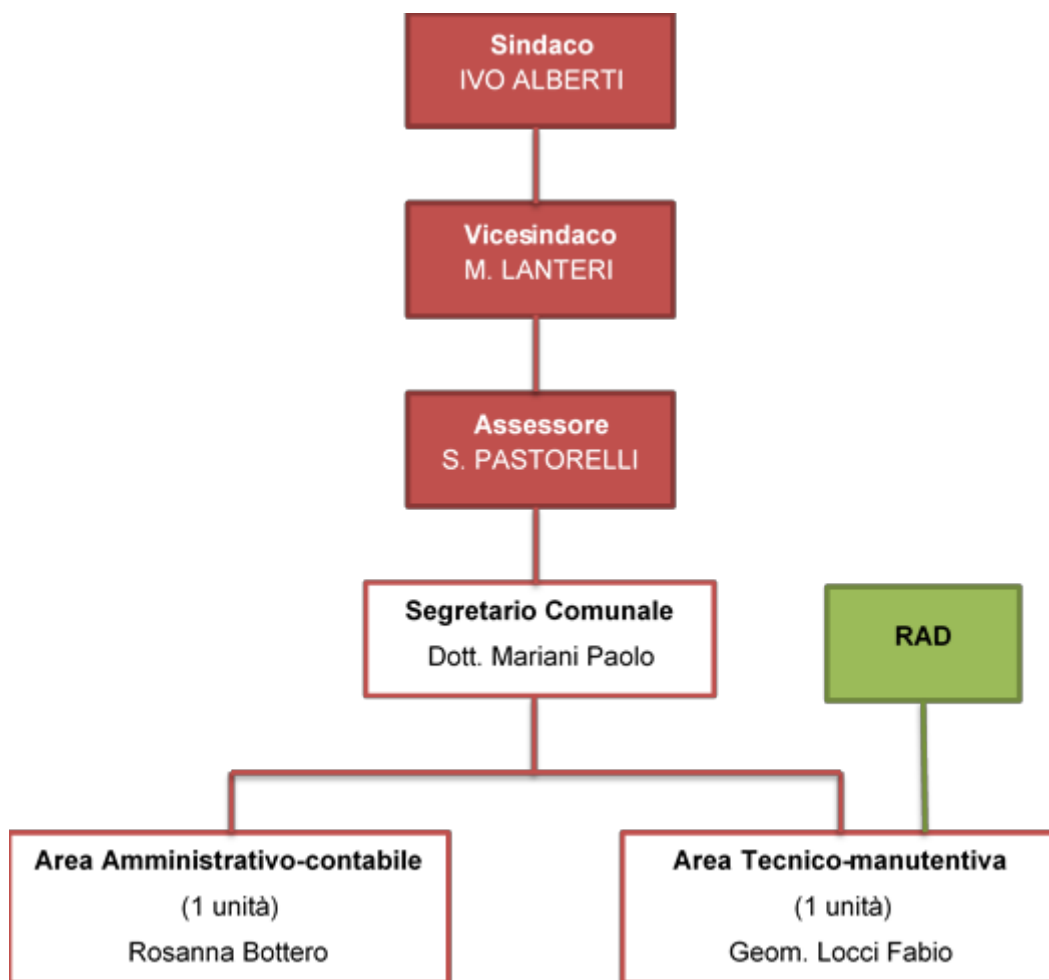 Sindaco
IVO ALBERTI
Vicesindaco
M. LANTERI
Assessore
S. PASTORELLI
Segretario Comunale
Dott. Mariani Paolo
RAD
Area Amministrativo-contabile
(1 unità)
Rosanna Bottero
Area Tecnico-manutentiva
(1 unità)
Geom. Locci Fabio